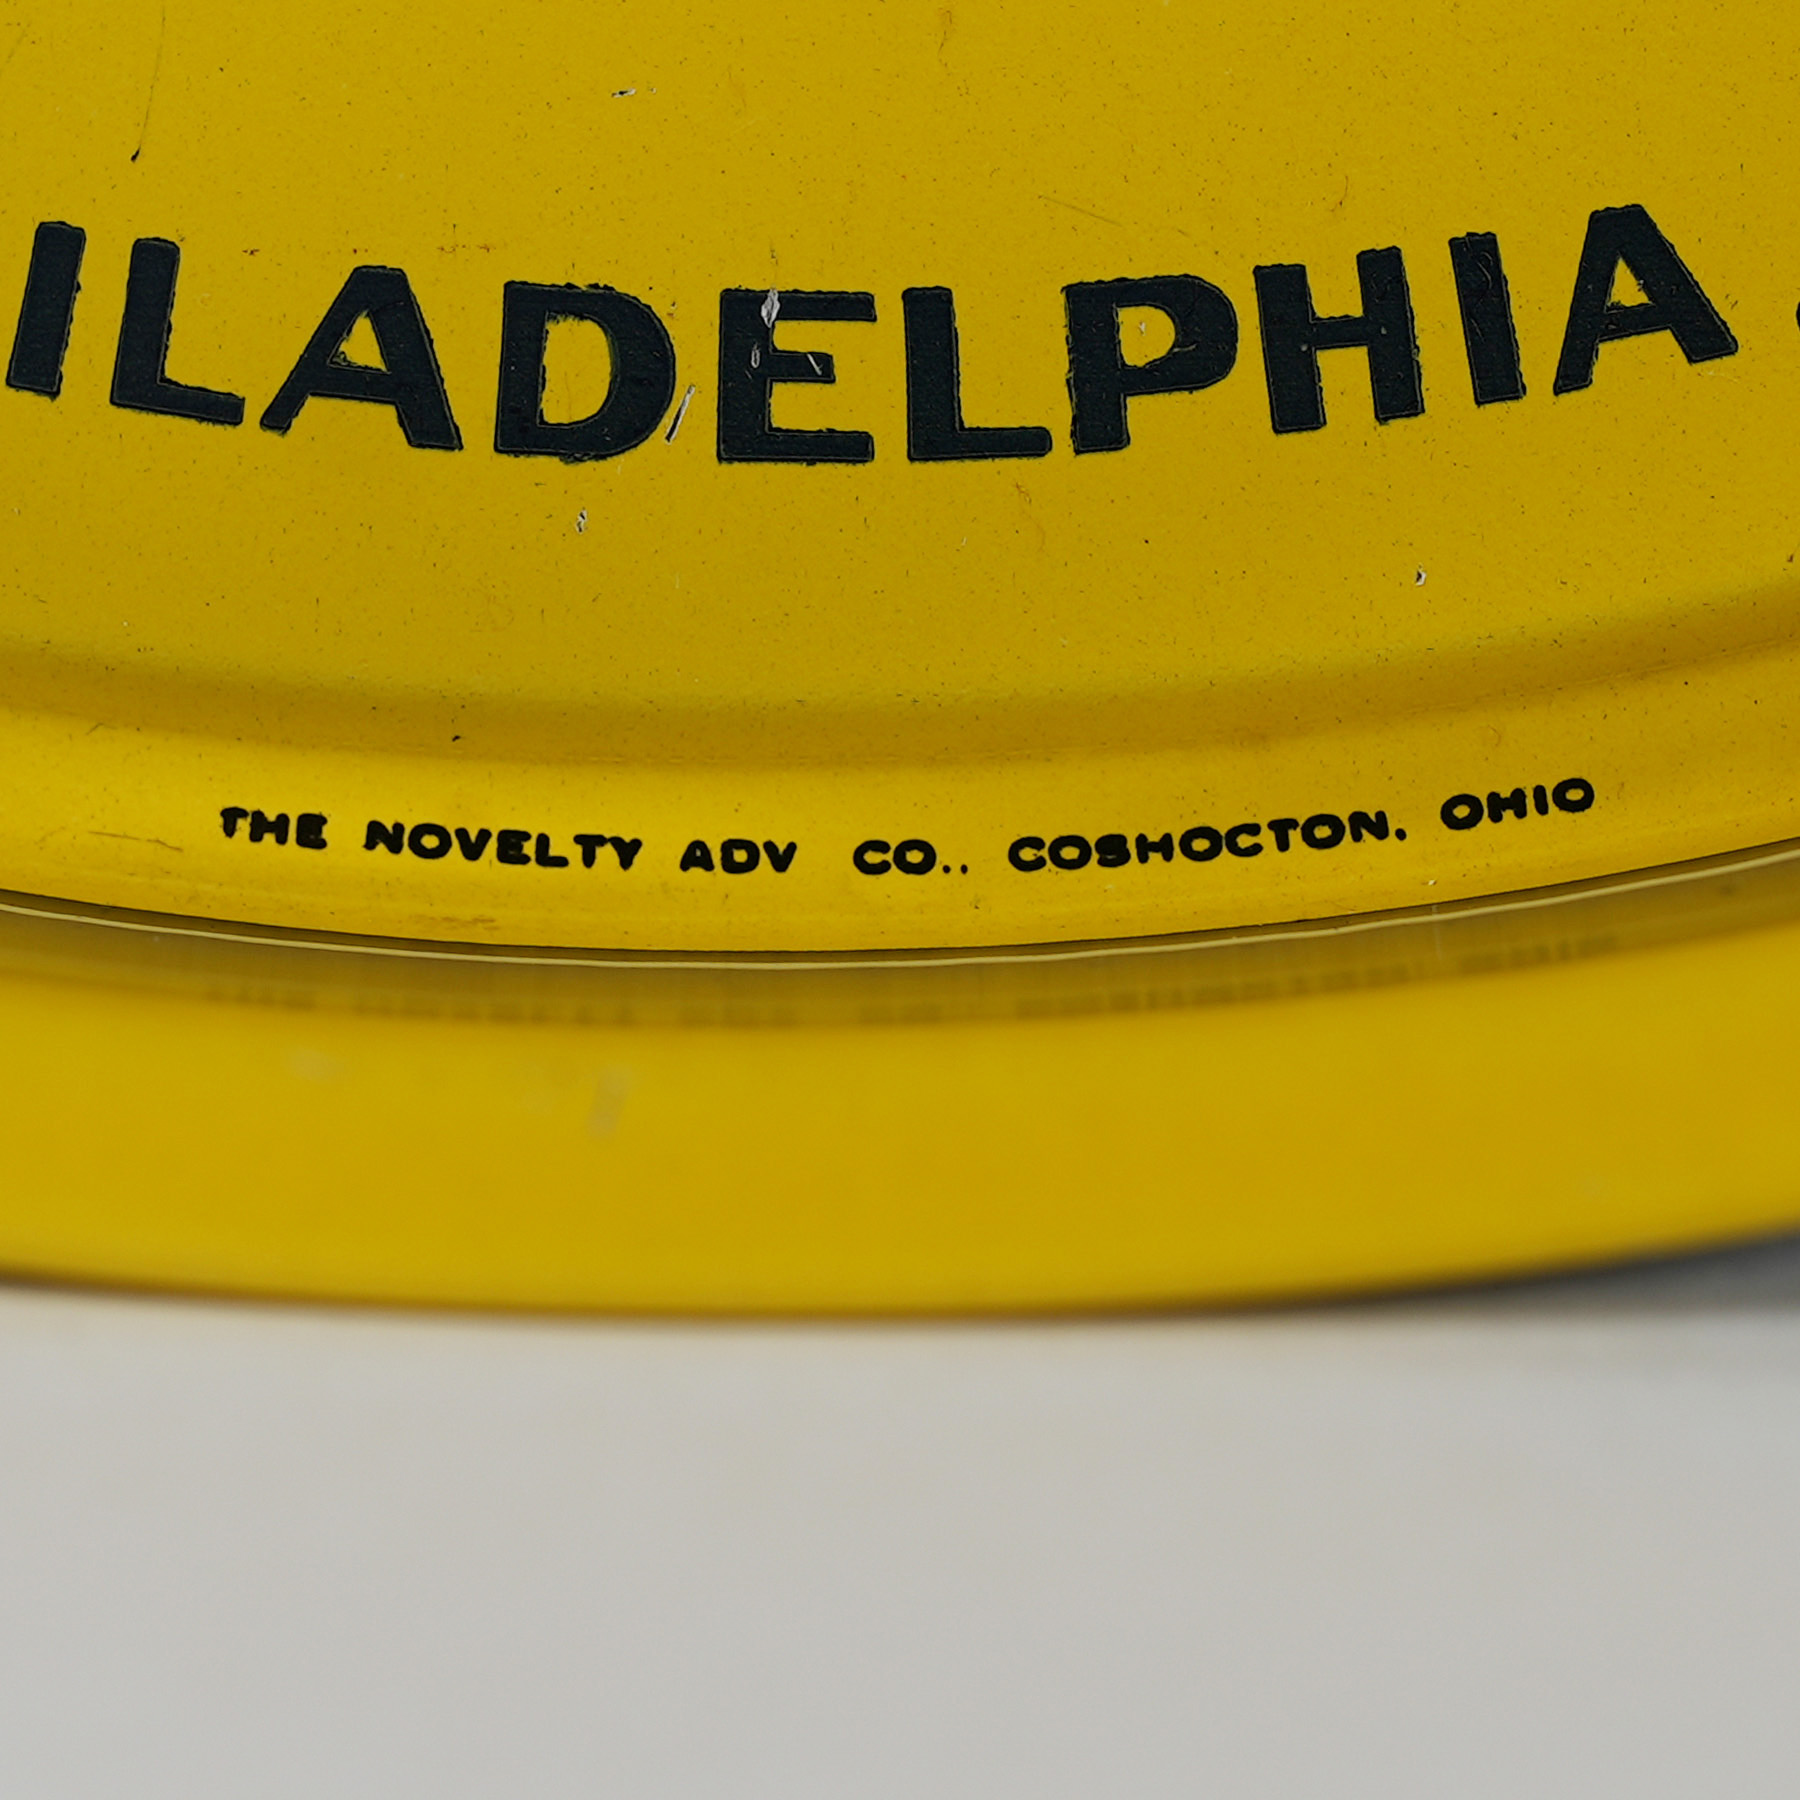 ILADELPHIA
THE NOVELTY ADV CO.. COSHOCTON. OHIO